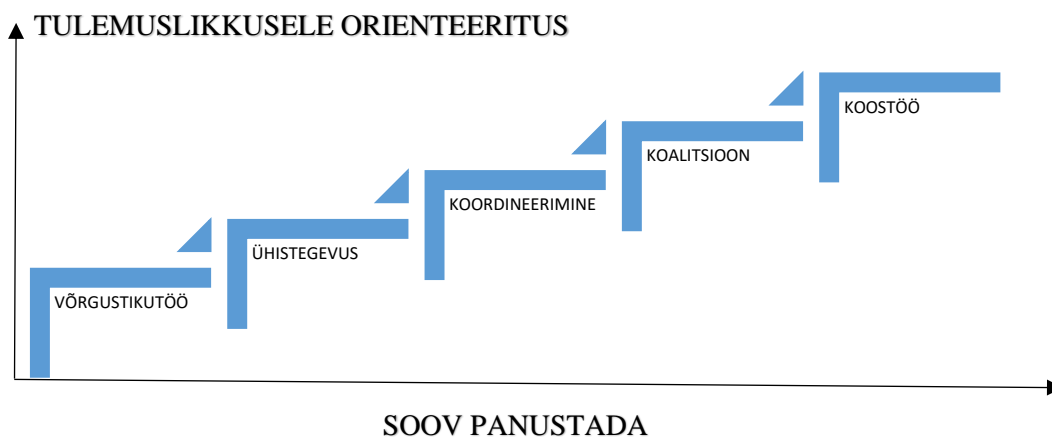 TULEMUSLIKKUSELE ORIENTEERITUS
KOOSTÖÖ
KOALITSIOON
KOORDINEERIMINE
ÜHISTEGEVUS
VÕRGUSTIKUTÖÖ
SOOV PANUSTADA